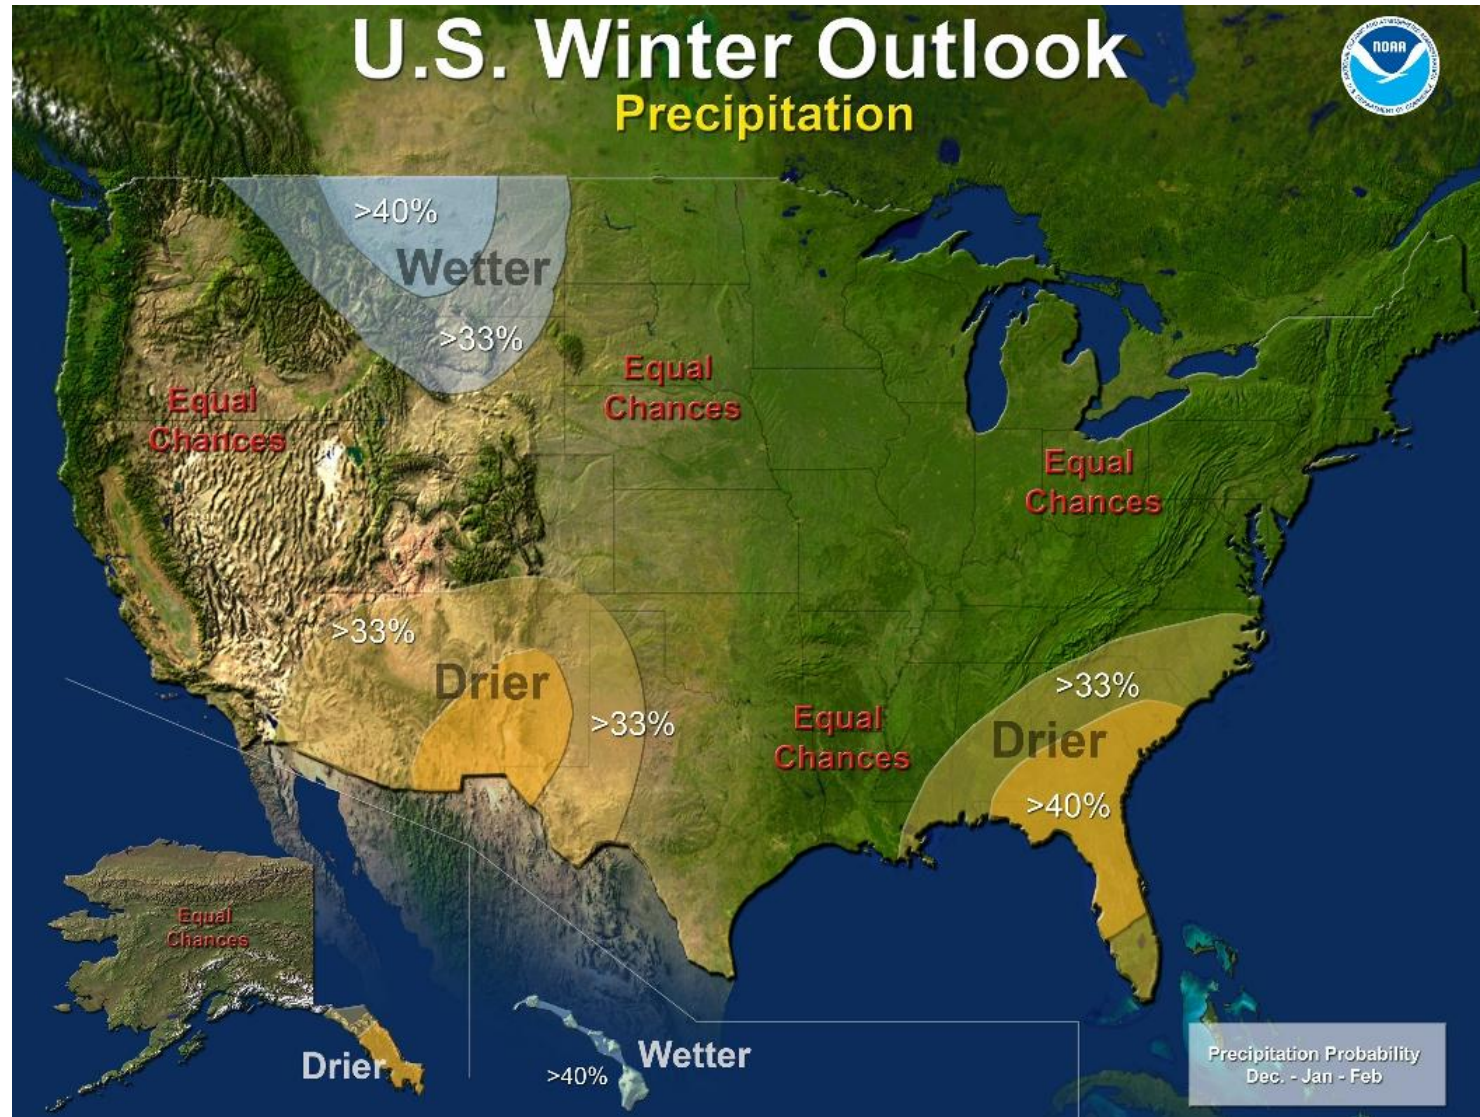 U.S. Winter Outlook
Precipitation
NOAA
>40%
Wetter
>33%
Equal
Chances
Equal
Chances
Equal
Chances
>33%
Drier
>33%
Equal
Chances
>33%
Drier
>40%
Equal
Chances
Drier
Wetter
>40%
Precipitation Probability
Dec. - Jan - Feb